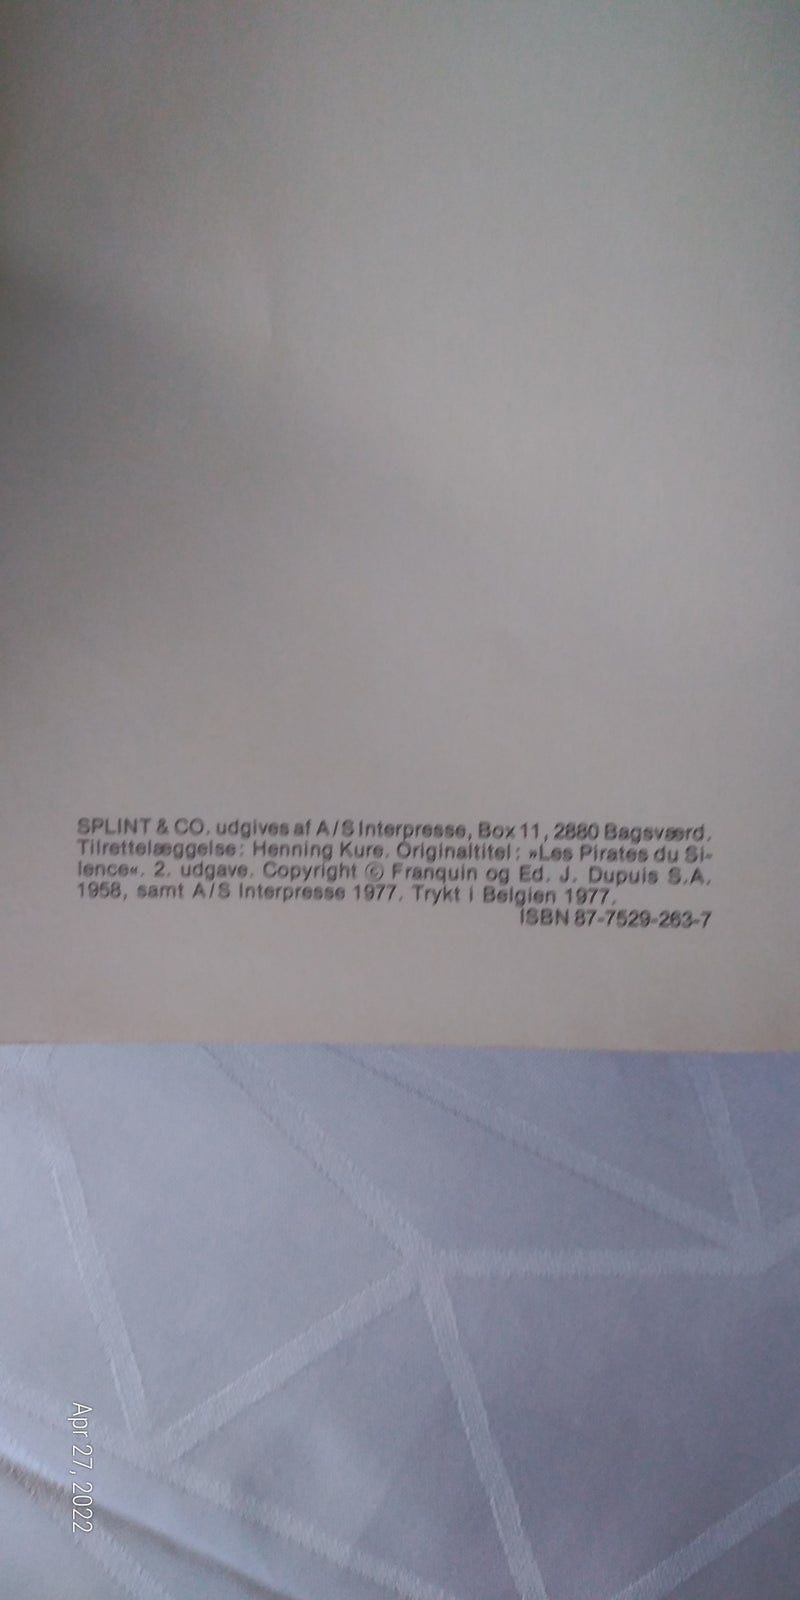 SPLINT & CO. udgives af A/S Interpresse, Box 11, 2880 Bagsværd.
Tilrettelæggelse: Henning Kure. Originaltitel: »Les Pirates du Si-
lence«. 2. udgave. Copyright © Franquin og Ed. J. Dupuis S.A.
1958, samt A/S Interpresse 1977. Trykt i Belgien 1977.
ISBN 87-7529-263-7
Apr 27, 2022